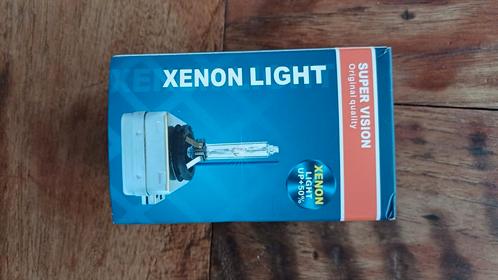 XENON LIGHT
SUPER VISION
Original quality
XENON
LIGHT
UP+50%